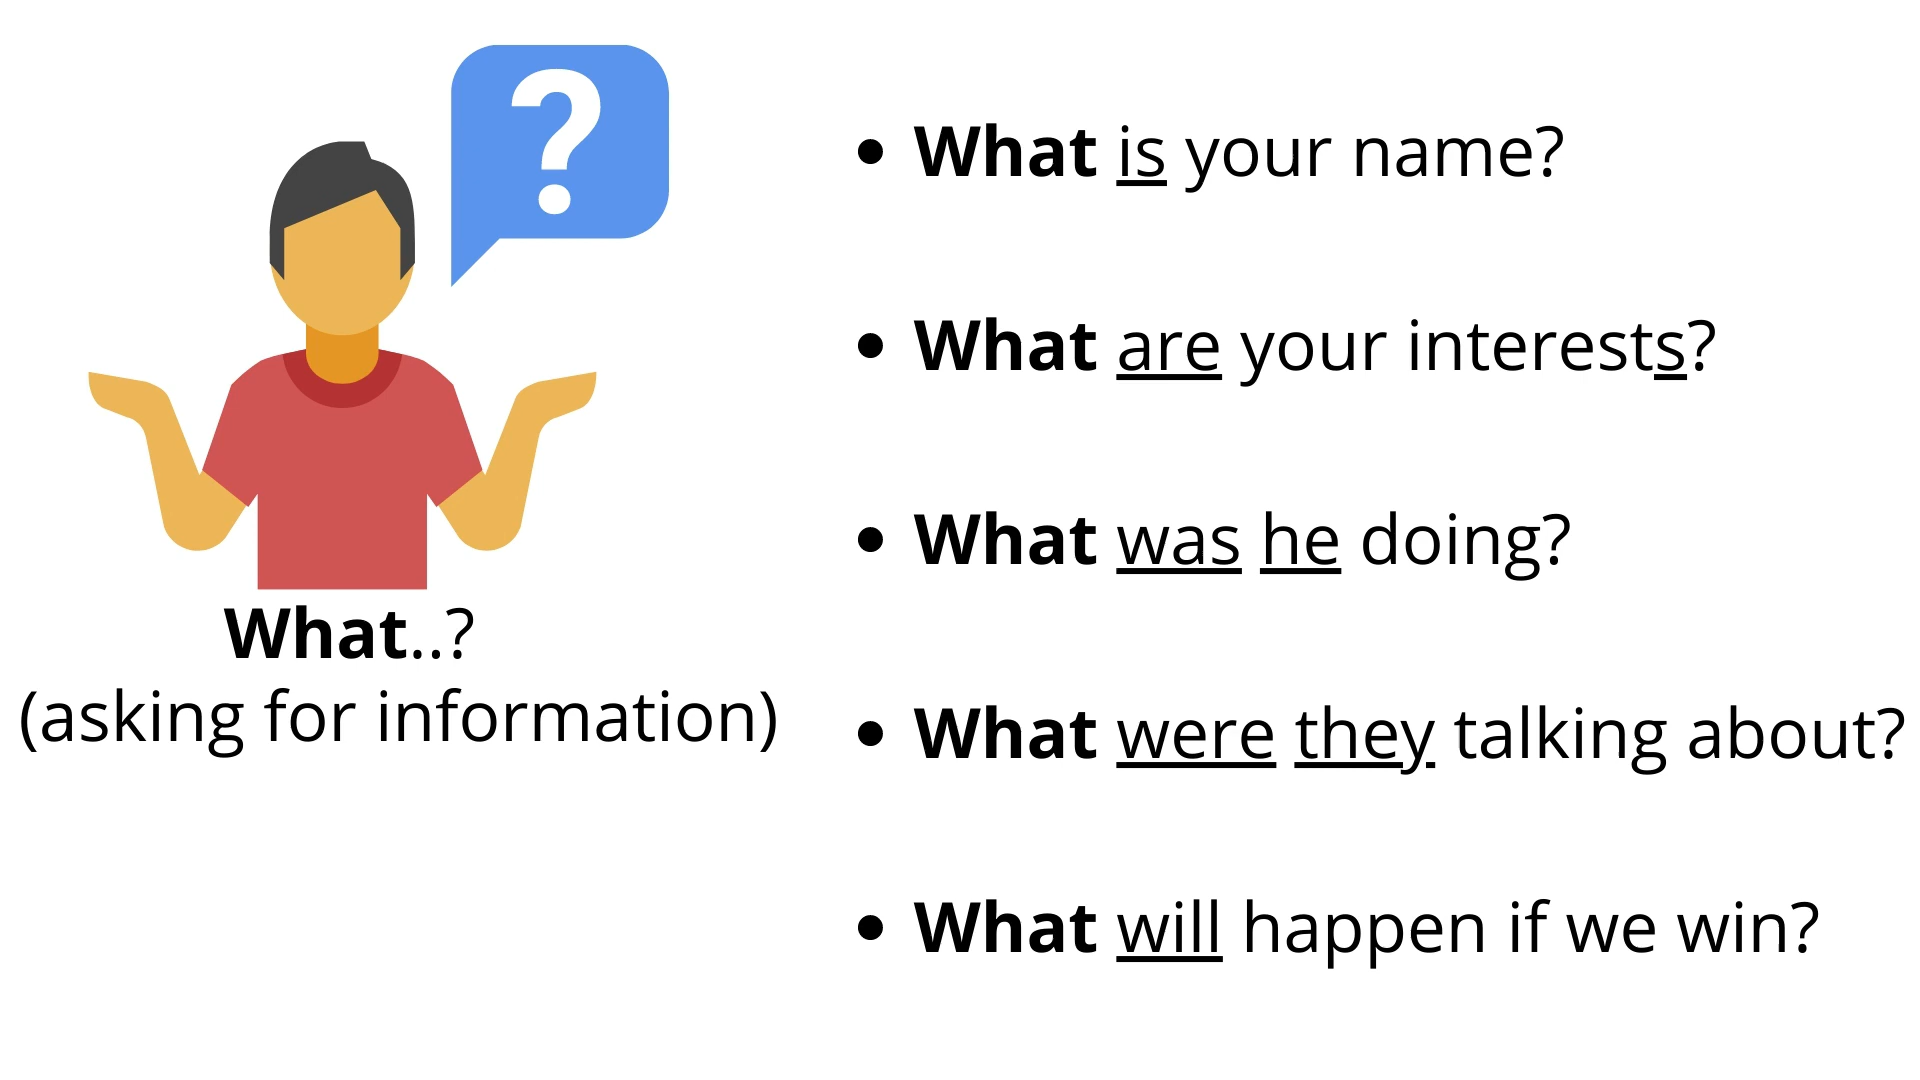 ?
What..?
(asking for information)
• What is your name?
• What are your interests?
• What was he doing?
• What were they talking about?
• What will happen if we win?